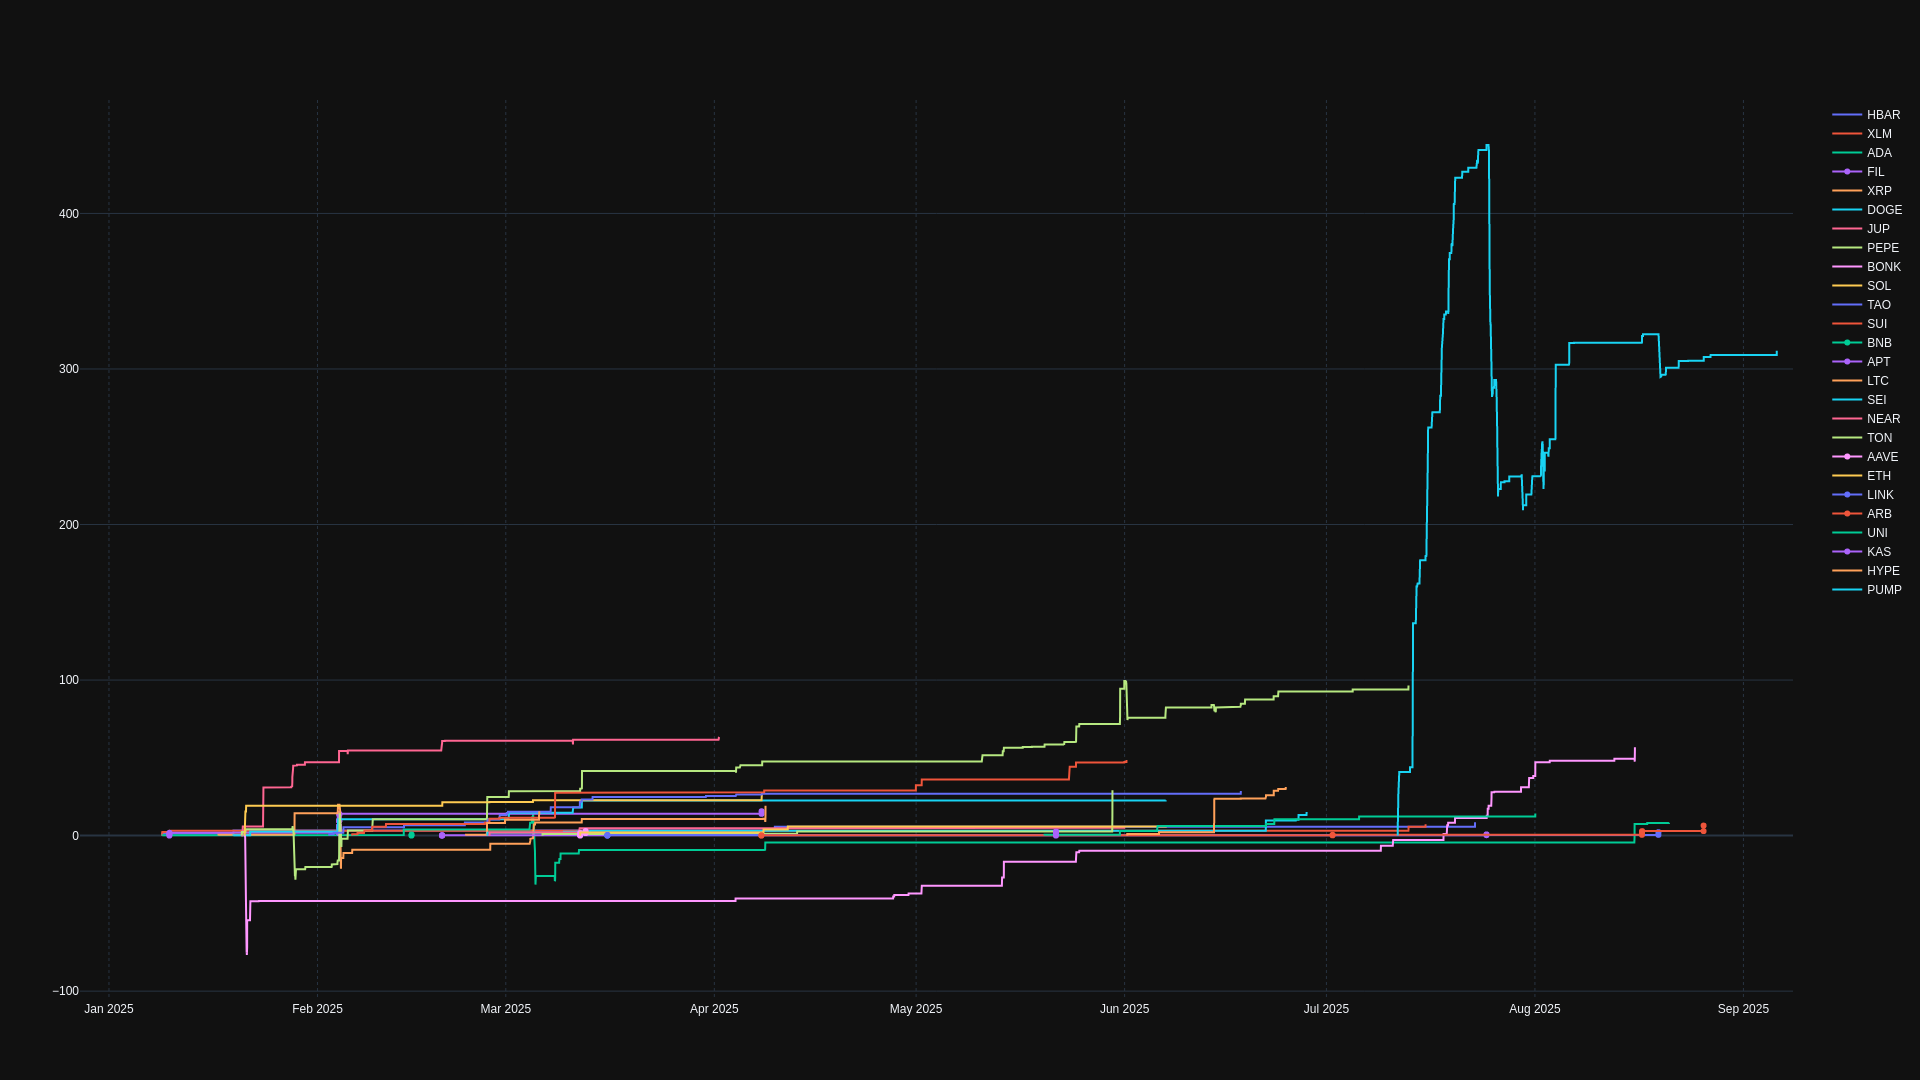 HBAR
XLM
ADA
FIL
XRP
DOGE
JUP
PEPE
BONK
SOL
TAO
SUI
BNB
APT
LTC
SEI
NEAR
TON
AAVE
ETH
LINK
ARB
UNI
KAS
HYPE
PUMP
400
300
200
100
0
−100
Jan 2025 Feb 2025 Mar 2025 Apr 2025 May 2025 Jun 2025 Jul 2025 Aug 2025 Sep 2025